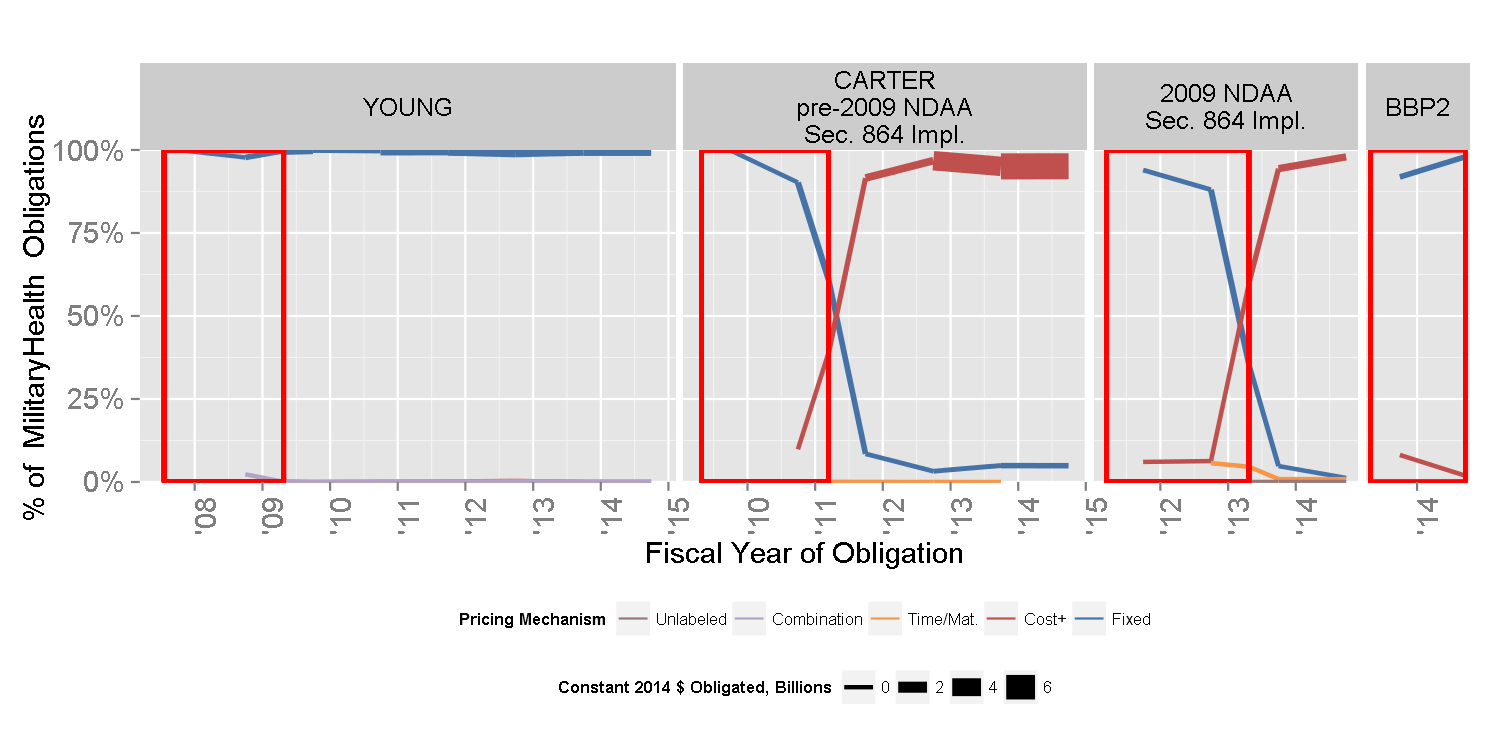 YOUNG
CARTER
pre-2009 NDAA
Sec. 864 Impl.
2009 NDAA
Sec. 864 Impl.
BBP2
% of MilitaryHealth Obligations
100%
75%
50%
25%
0%
'08 '09 '10 '11 '12 '13 '14 '15 '10 '11 '12 '13 '14 '15 '12 '13 '14 '14
Fiscal Year of Obligation
Pricing Mechanism Unlabeled Combination Time/Mat. Cost+ Fixed
Constant 2014 $ Obligated, Billions 0 2 4 6